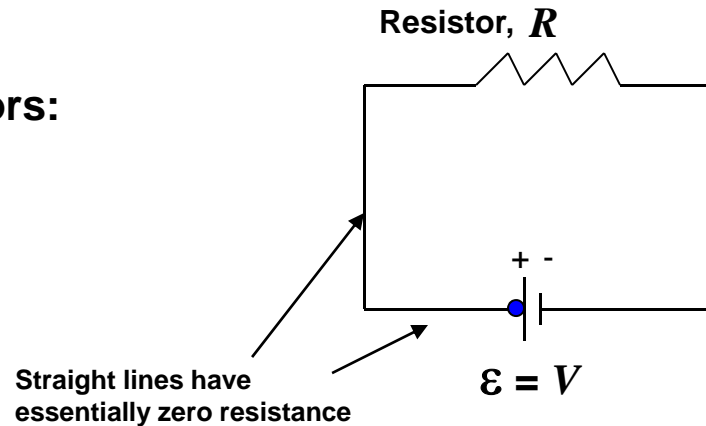 Resistor, R
ors:
+ -
Straight lines have
essentially zero resistance
ε = V